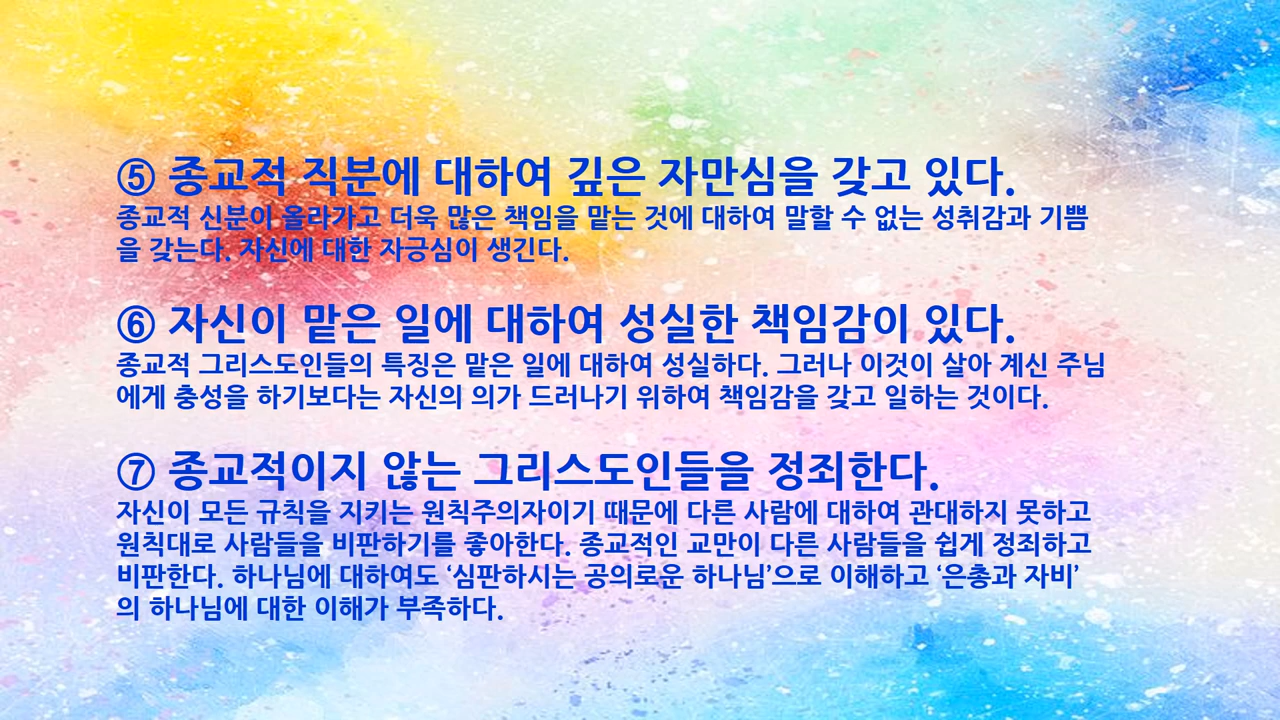 ⑤ 종교적 직분에 대하여 깊은 자만심을 갖고 있다.
종교적 신분이 올라가고 더욱 많은 책임을 맡는 것에 대하여 말할 수 없는 성취감과 기쁨
을 갖는다. 자신에 대한 자긍심이 생긴다.
⑥ 자신이 맡은 일에 대하여 성실한 책임감이 있다.
종교적 그리스도인들의 특징은 맡은 일에 대하여 성실하다. 그러나 이것이 살아 계신 주님
에게 충성을 하기보다는 자신의 의가 드러나기 위하여 책임감을 갖고 일하는 것이다.
⑦ 종교적이지 않는 그리스도인들을 정죄한다.
자신이 모든 규칙을 지키는 원칙주의자이기 때문에 다른 사람에 대하여 관대하지 못하고
원칙대로 사람들을 비판하기를 좋아한다. 종교적인 교만이 다른 사람들을 쉽게 정죄하고
비판한다. 하나님에 대하여도 ‘심판하시는 공의로운 하나님’으로 이해하고 ‘은총과 자비’
의 하나님에 대한 이해가 부족하다.